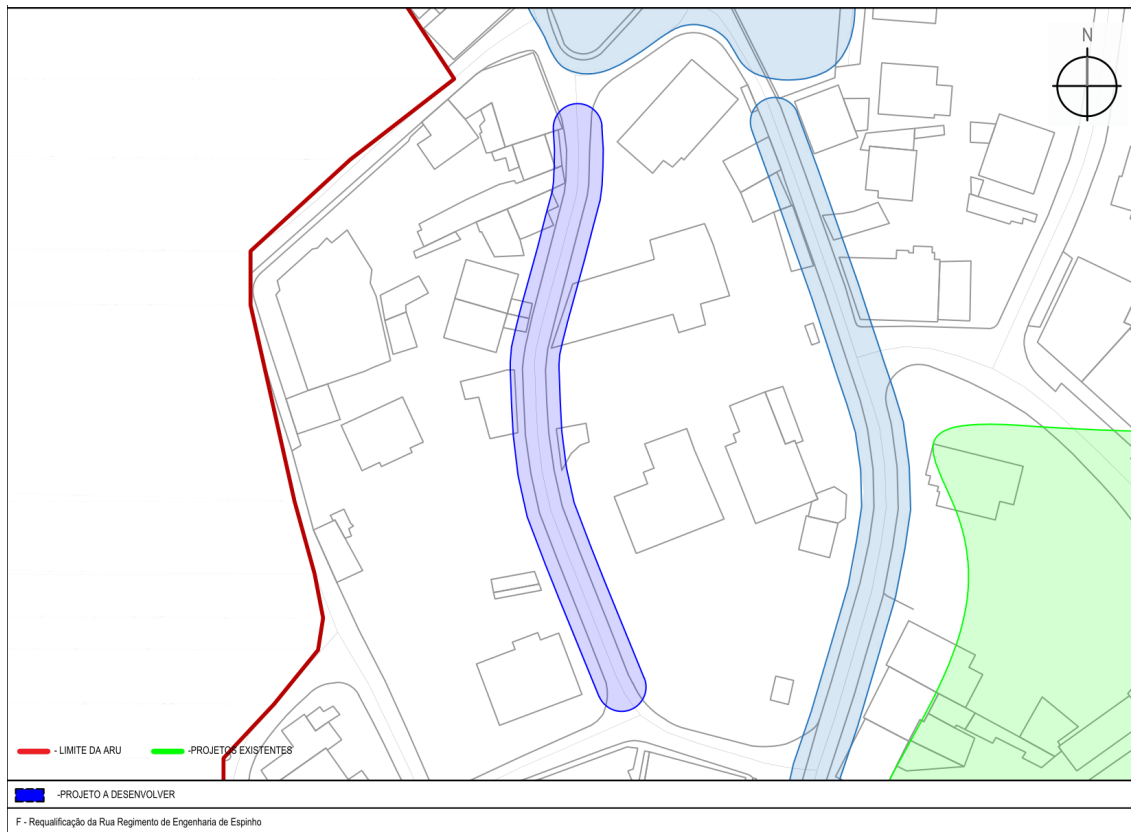 N
- LIMITE DA ARU
-PROJETOS EXISTENTES
-PROJETO A DESENVOLVER
F - Requalificação da Rua Regimento de Engenharia de Espinho